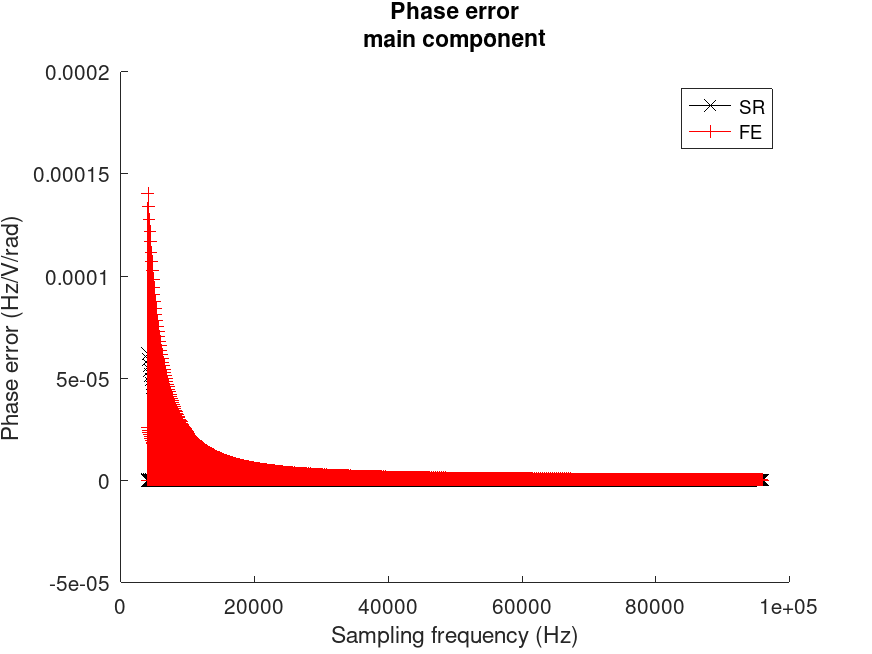 Phase error
main component
0.0002
0.00015
0.0001
5e-05
0
-5e-05
Phase error (Hz/V/rad)
SR
FE
0
20000
40000
60000
80000
1e+05
Sampling frequency (Hz)